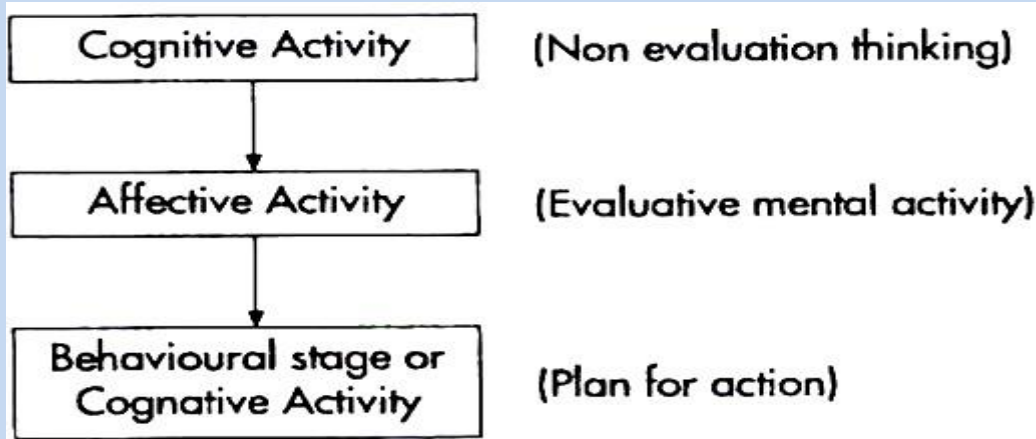 Cognitive Activity (Non evaluation thinking)
Affective Activity (Evaluative mental activity)
Behavioural stage or
Cognative Activity (Plan for action)